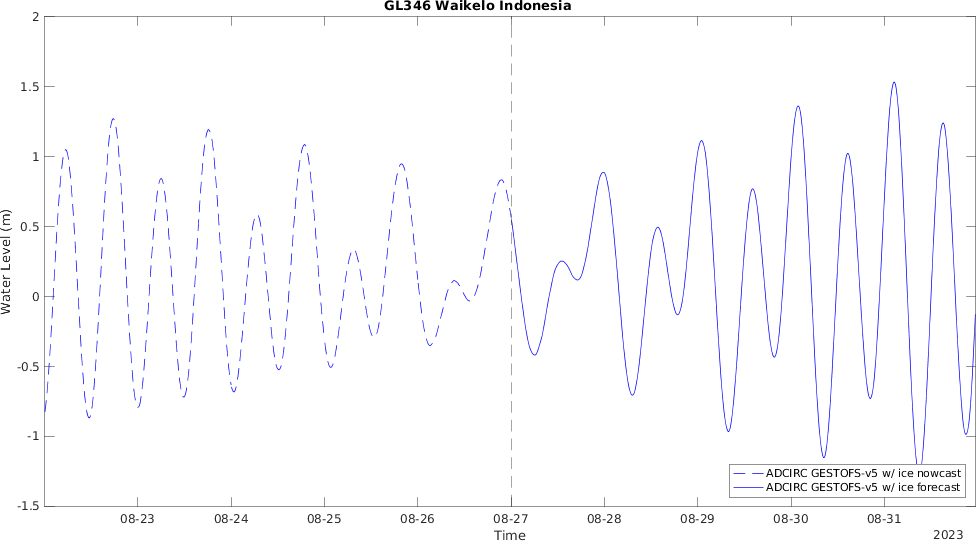 GL346 Waikelo Indonesia
2
1.5
1
0.5
0
-0.5
-1
-1.5
Water Level (m)
ADCIRC GESTOFS-v5 w/ ice nowcast
ADCIRC GESTOFS-v5 w/ ice forecast
08-23 08-24 08-25 08-26 08-27 08-28 08-29 08-30 08-31
Time
2023